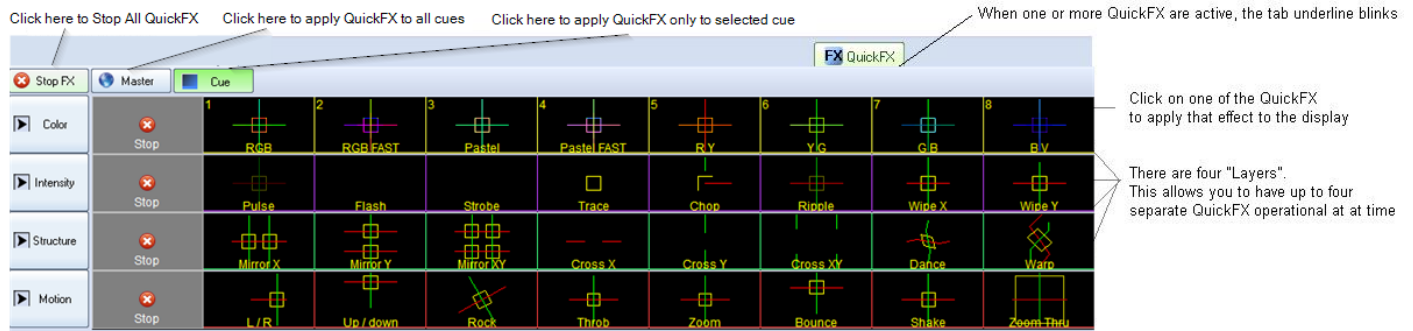 Click here to Stop All QuickFX
Click here to apply QuickFX to all cues
Click here to apply QuickFX only to selected cue
When one or more QuickFX are active, the tab underline blinks
FX QuickFX
Stop FX
Master
Cue
Click on one of the QuickFX
to apply that effect to the display
Color
Stop
1
2
3
4
5
6
7
8
RGB
RGB FAST
Pastel
Pastel FAST
R Y
Y G
G B
B V
There are four "Layers".
This allows you to have up to four
separate QuickFX operational at at time
Intensity
Stop
Pulse
Flash
Strobe
Trace
Chop
Ripple
Wipe X
Wipe Y
Structure
Stop
Mirror X
Mirror Y
Mirror XY
Cross X
Cross Y
Cross XY
Dance
Warp
Motion
Stop
L / R
Up / down
Rock
Throb
Zoom
Bounce
Shake
Zoom Thru